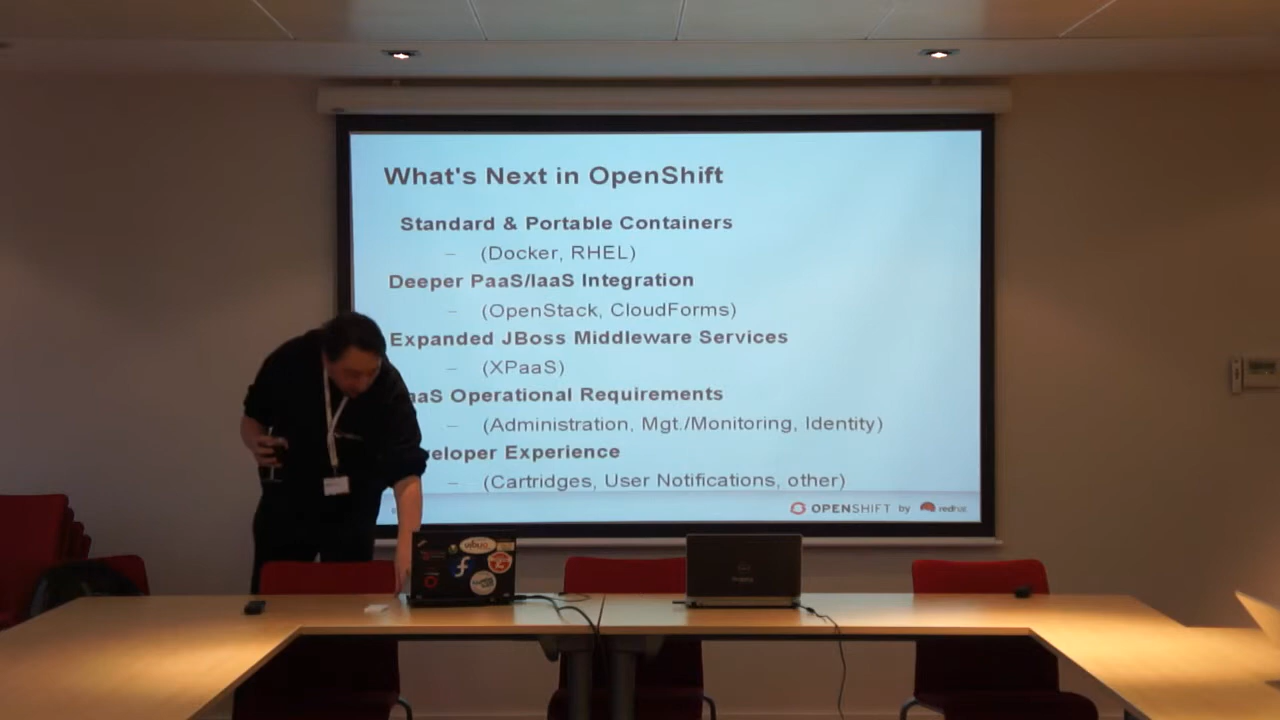 What's Next in OpenShift
Standard & Portable Containers
– (Docker, RHEL)
Deeper PaaS/IaaS Integration
– (OpenStack, CloudForms)
Expanded JBoss Middleware Services
– (XPaaS)
aaS Operational Requirements
– (Administration, Mgt./Monitoring, Identity)
eloper Experience
– (Cartridges, User Notifications, other)
OPENSHIFT by redhat